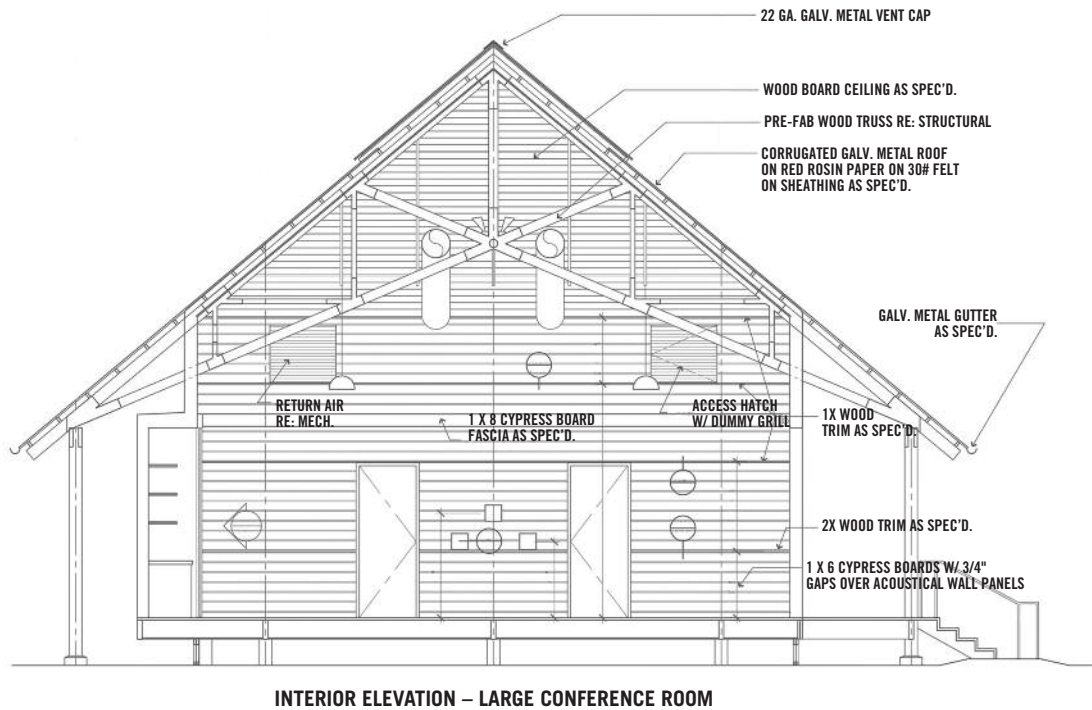 22 GA. GALV. METAL VENT CAP
WOOD BOARD CEILING AS SPEC'D.
PRE-FAB WOOD TRUSS RE: STRUCTURAL
CORRUGATED GALV. METAL ROOF
ON RED ROSIN PAPER ON 30# FELT
ON SHEATHING AS SPEC'D.
GALV. METAL GUTTER
AS SPEC'D.
RETURN AIR
RE: MECH.
1 X 8 CYPRESS BOARD
FASCIA AS SPEC'D.
ACCESS HATCH
W/ DUMMY GRILL
1X WOOD
TRIM AS SPEC'D.
2X WOOD TRIM AS SPEC'D.
1 X 6 CYPRESS BOARDS W/ 3/4"
GAPS OVER ACOUSTICAL WALL PANELS
INTERIOR ELEVATION – LARGE CONFERENCE ROOM